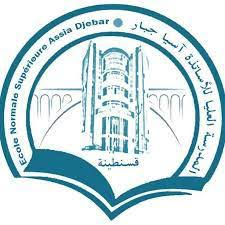 Ecole Normale Supérieure Assia Djebar
المدرسة العليا للأساتذة آسيا جبار
قسنطينة